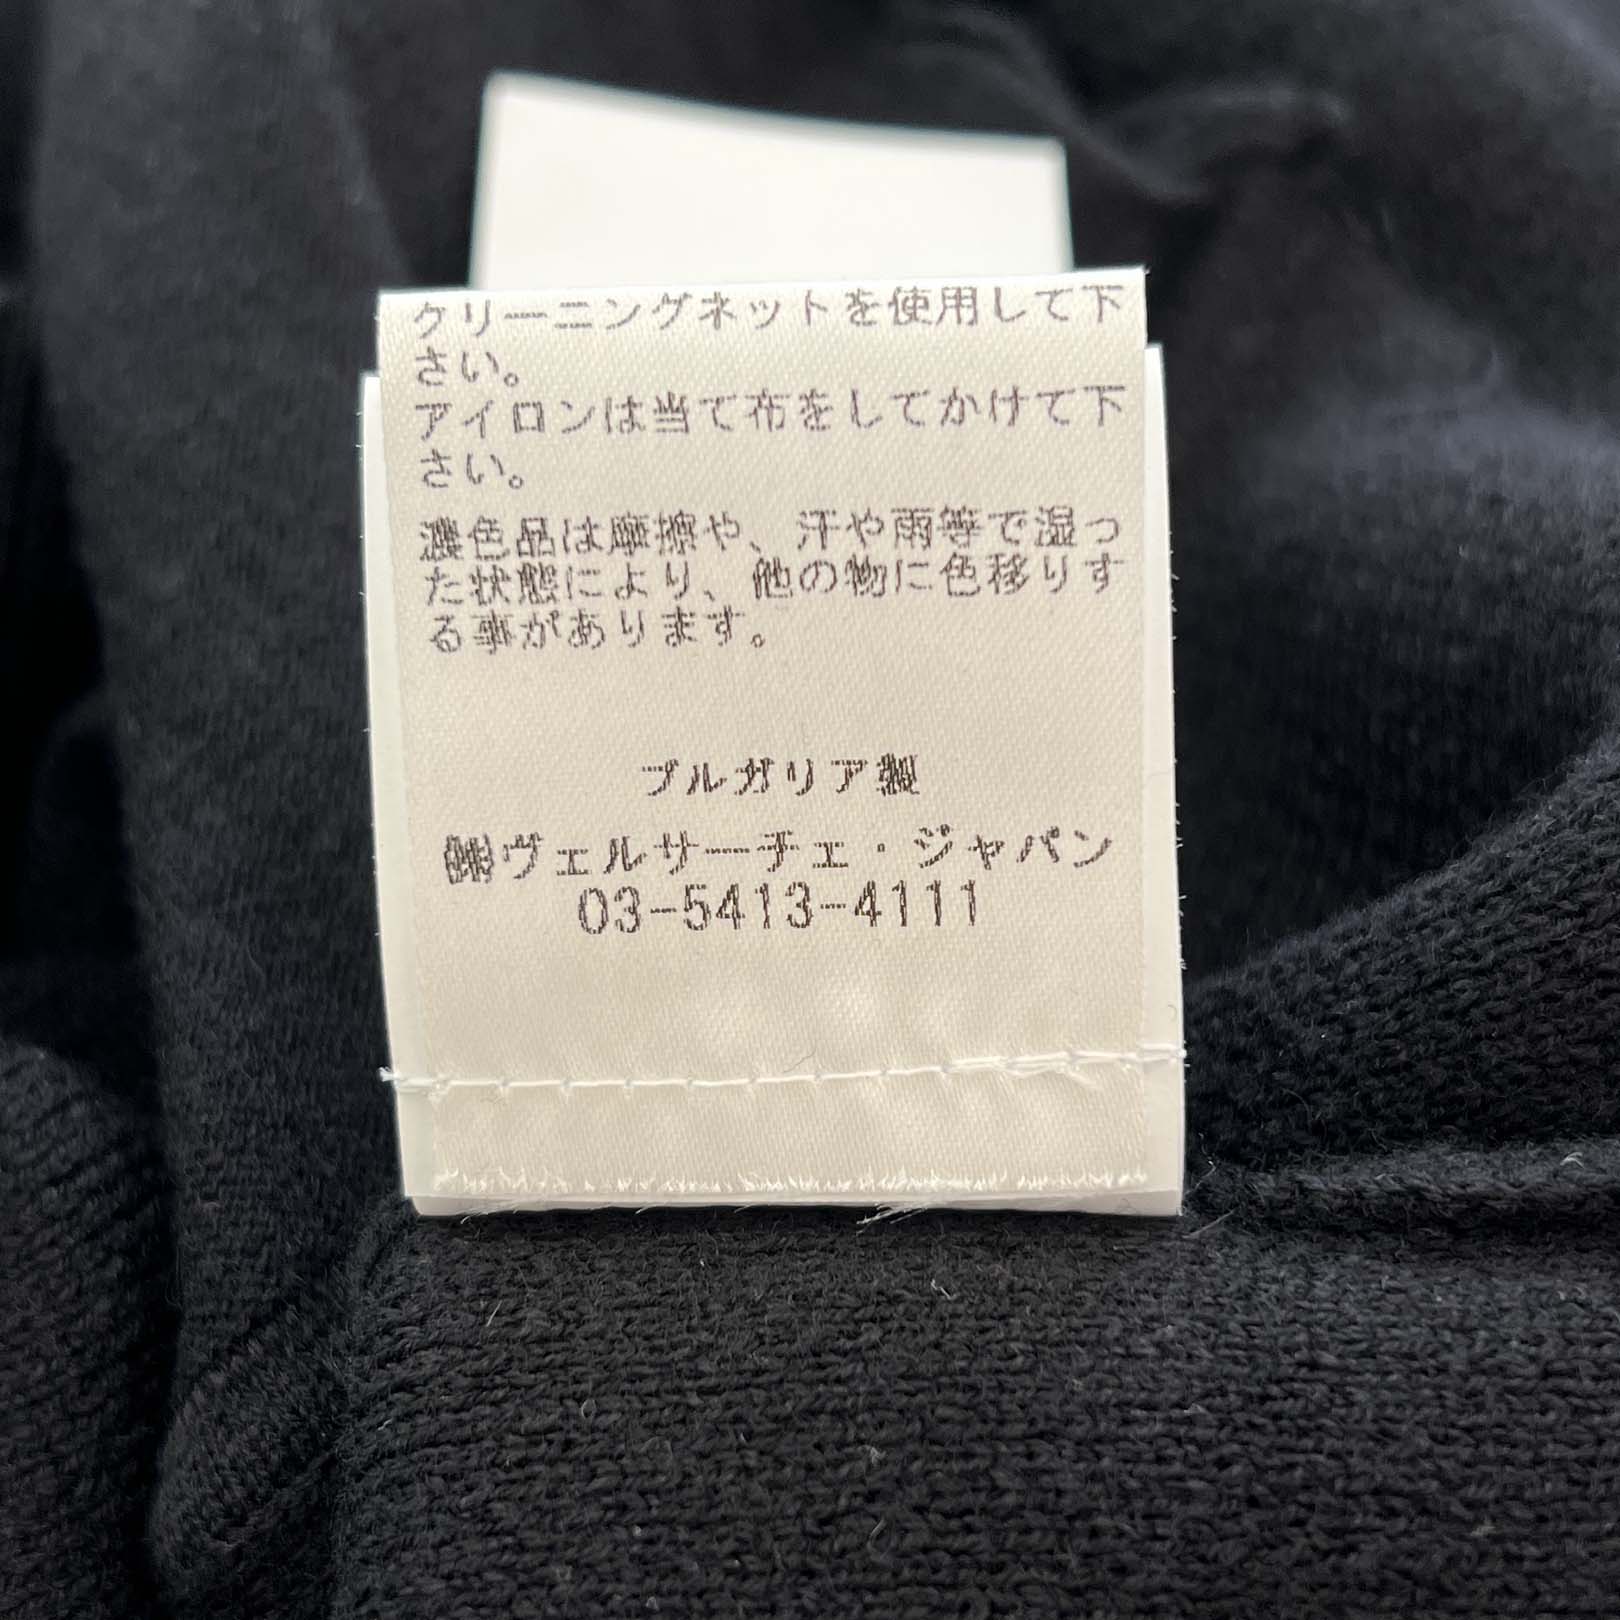 クリーニングネットを使用して下
さい。
アイロンは当て布をしてかけて下
さい。
濃色品は摩擦や、汗や雨等で湿っ
た状態により、他の物に色移りす
る事があります。
ブルガリア製
㈱ヴェルサーチェ・ジャパン
03-5413-4111